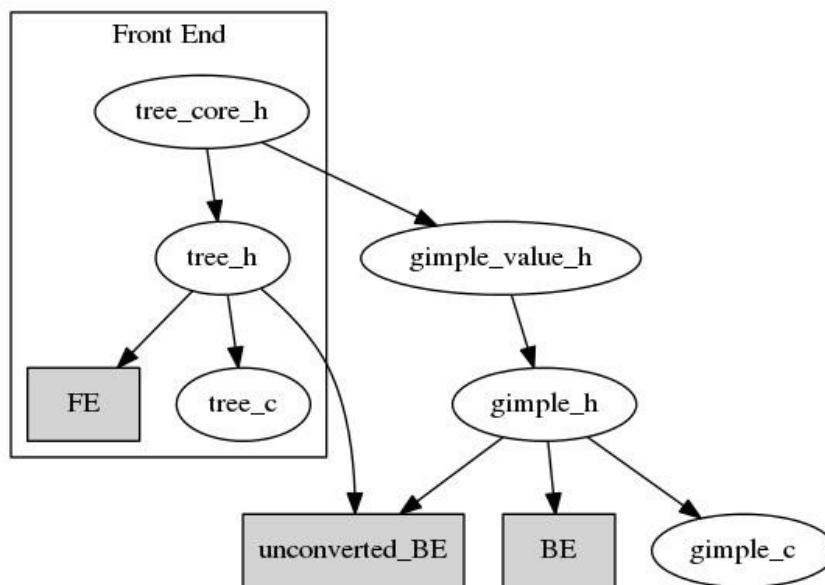 Front End
tree_core_h
tree_h
gimple_value_h
FE
tree_c
gimple_h
unconverted_BE
BE
gimple_c